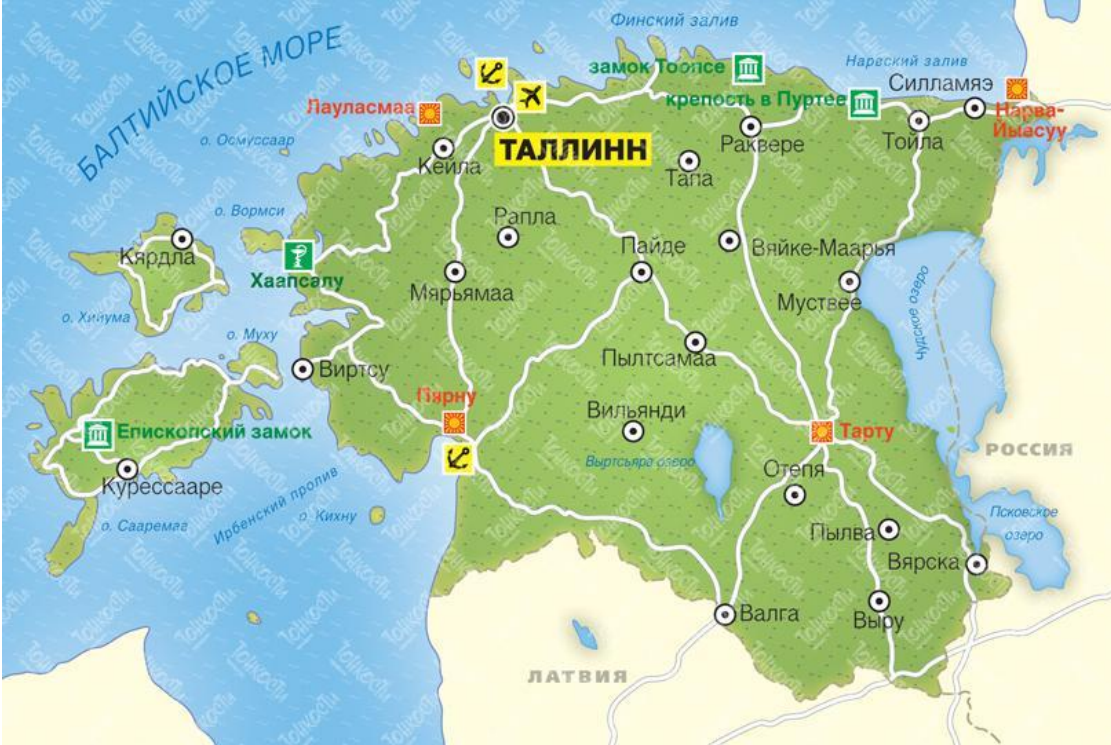 Финский залив
БАЛТИЙСКОЕ МОРЕ
замок Тоолсе
Нарвский залив
Силламяэ
Лауласмаа
крепость в Пуртсе
Нарва-
Йыэсуу
ТАЛЛИНН
Раквере
Тойла
о. Осмуссаар
Кейла
Тапа
о. Вормси
Рапла
Кярдла
Пайде
Вяйке-Маарья
Хаапсалу
Мярьямаа
Муствеэ
Чудское озеро
о. Хийума
о. Муху
Пылтсамаа
Виртсу
Пярну
Вильянди
Епископский замок
Тарту
РОССИЯ
Выртсъярв озеро
Отепя
Курессааре
Ирбенский пролив
о. Кихну
Псковское
озеро
о. Сааремаа
Пылва
Вярска
Валга
Выру
ЛАТВИЯ